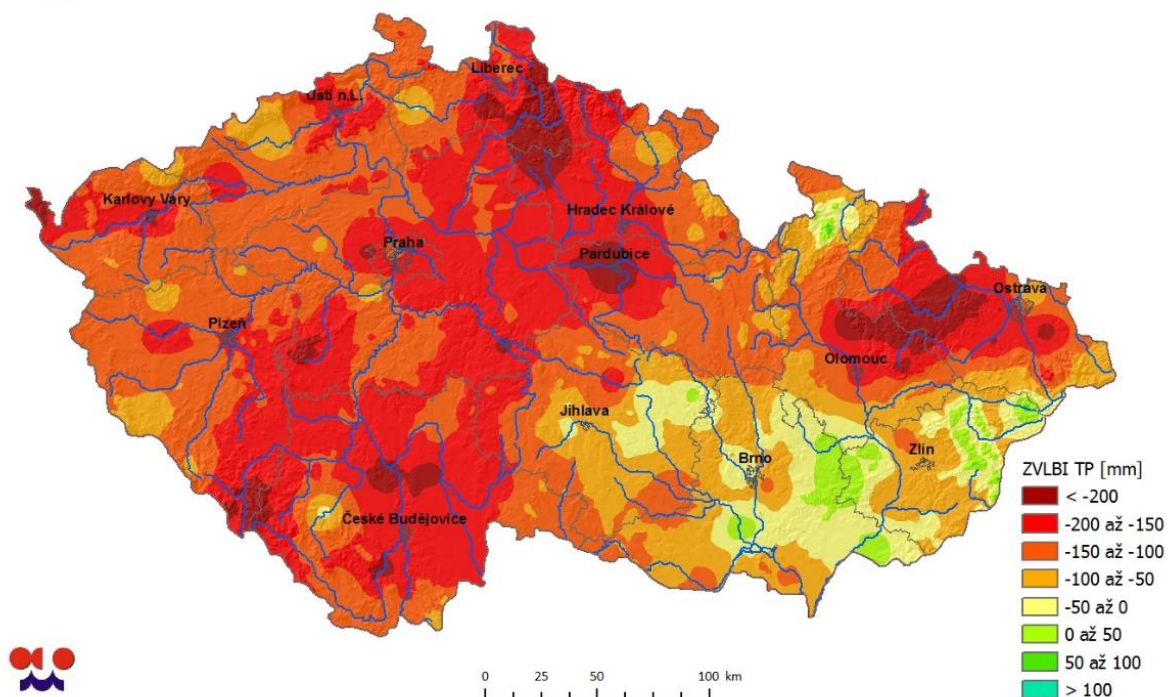 Liberec
Ústí n.L.
Karlovy Vary
Hradec Králové
Praha
Pardubice
Ostrava
Plzeň
Olomouc
Jihlava
Zlín
Brno
České Budějovice
ZVLBI TP [mm]
< -200
-200 až -150
-150 až -100
-100 až -50
-50 až 0
0 až 50
50 až 100
> 100
0 25 50 100 km